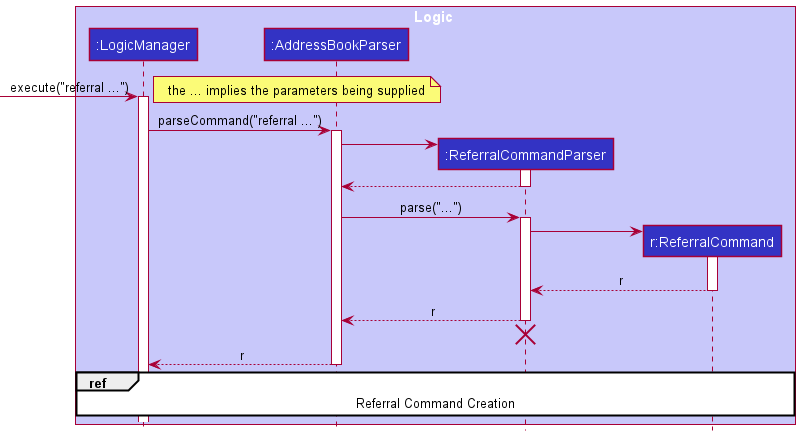 Logic
:LogicManager
:AddressBookParser
execute("referral ...")
the ... implies the parameters being supplied
parseCommand("referral ...")
:ReferralCommandParser
parse("...")
r:ReferralCommand
r
r
r
ref
Referral Command Creation